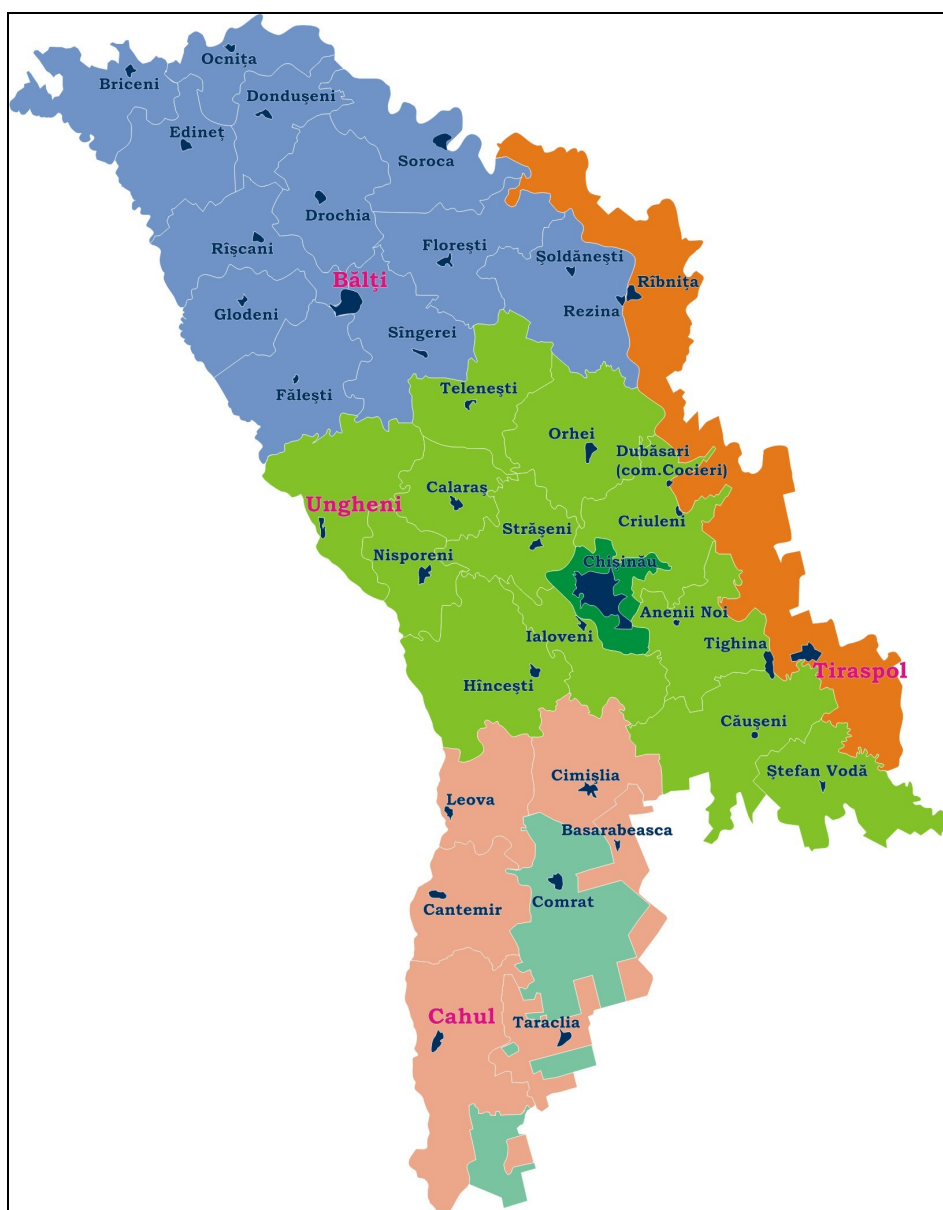 Ocnița
Briceni
Dondușeni
Edineț
Soroca
Drochia
Rîșcani
Florești
Șoldănești
Bălți
Rîbnița
Glodeni
Rezina
Sîngerei
Telenești
Fălești
Orhei
Dubăsari
(com.Cocieri)
Calaraș
Ungheni
Criuleni
Strășeni
Nisporeni
Chișinău
Anenii Noi
Ialoveni
Tighina
Tiraspol
Hîncești
Căușeni
Cimișlia
Ștefan Vodă
Leova
Basarabeasca
Comrat
Cantemir
Cahul
Taraclia